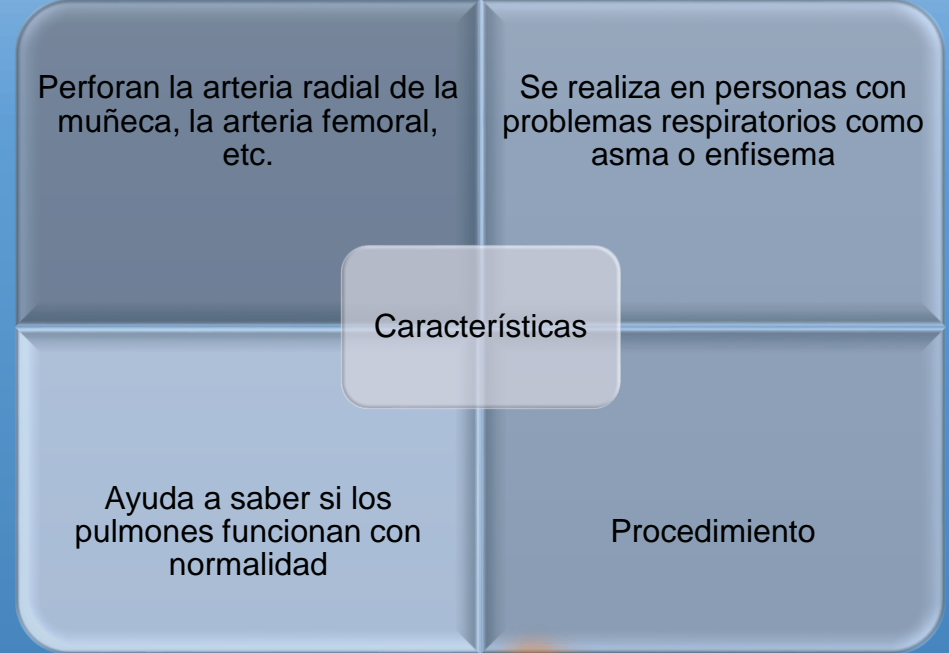 Perforan la arteria radial de la
muñeca, la arteria femoral,
etc.
Se realiza en personas con
problemas respiratorios como
asma o enfisema
Características
Ayuda a saber si los
pulmones funcionan con
normalidad
Procedimiento